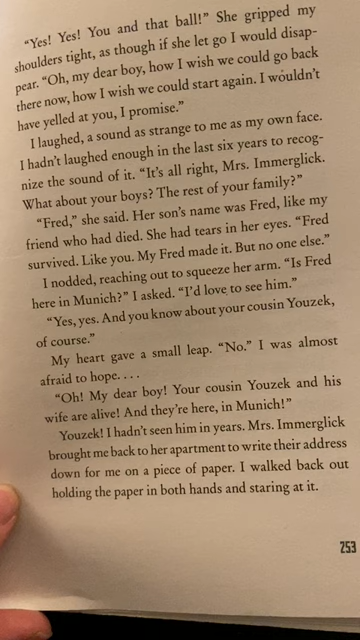 “Yes! Yes! You and that ball!” She gripped my
shoulders tight, as though if she let go I would disap-
pear. “Oh, my dear boy, how I wish we could go back
there now, how I wish we could start again. I wouldn’t
have yelled at you, I promise.”
I laughed, a sound as strange to me as my own face.
I hadn’t laughed enough in the last six years to recog-
nize the sound of it. “It’s all right, Mrs. Immerglick.
What about your boys? The rest of your family?”
“Fred,” she said. Her son’s name was Fred, like my
friend who had died. She had tears in her eyes. “Fred
survived. Like you. My Fred made it. But no one else.”
I nodded, reaching out to squeeze her arm. “Is Fred
here in Munich?” I asked. “I’d love to see him.”
“Yes, yes. And you know about your cousin Youzek,
of course.”
My heart gave a small leap. “No.” I was almost
afraid to hope. . . .
“Oh! My dear boy! Your cousin Youzek and his
wife are alive! And they’re here, in Munich!”
Youzek! I hadn’t seen him in years. Mrs. Immerglick
brought me back to her apartment to write their address
down for me on a piece of paper. I walked back out
holding the paper in both hands and staring at it.
253